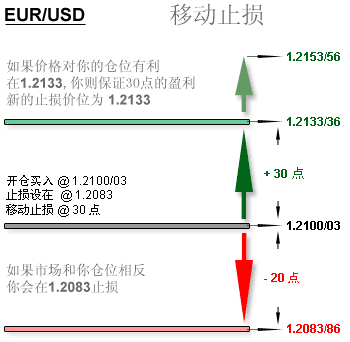 EUR/USD
移动止损
如果价格对你的仓位有利
在1.2133, 你则保证30点的盈利
新的止损价位为 1.2133
1.2153/56
1.2133/36
+ 30 点
开仓买入 @ 1.2100/03
止损设在 @ 1.2083
移动止损 @ 30 点
1.2100/03
如果市场和你仓位相反
你会在1.2083止损
- 20 点
1.2083/86